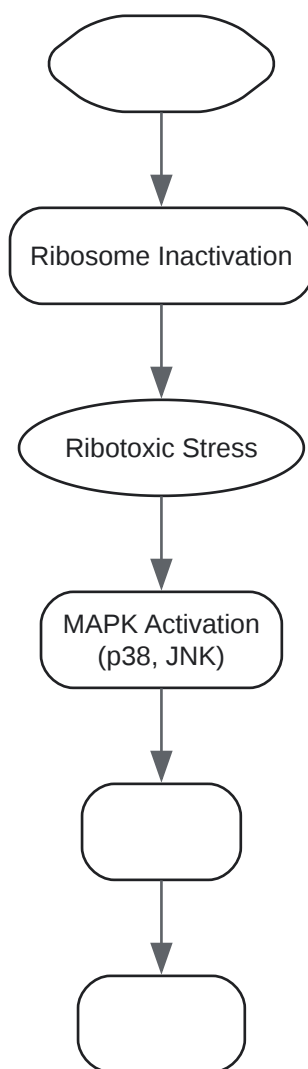 Ribosome Inactivation
Ribotoxic Stress
MAPK Activation
(p38, JNK)